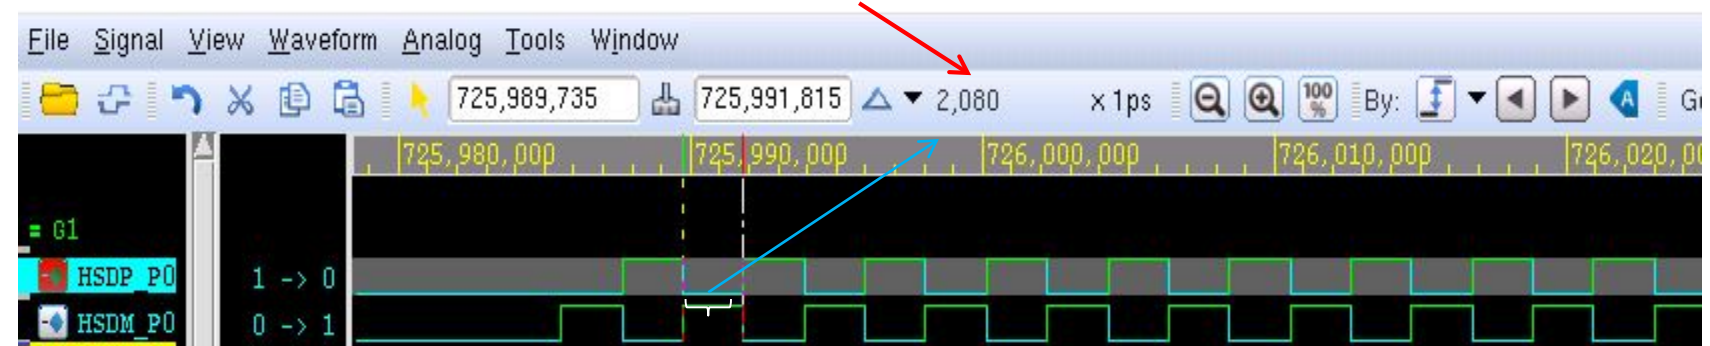 File Signal View Waveform Analog Tools Window
725,989,735 725,991,815 2,080 x 1ps 100 % By: A
725,980,000 725,990,000 726,000,000 726,010,000
= G1
HSDP_P0 1 -> 0
HSDM_P0 0 -> 1